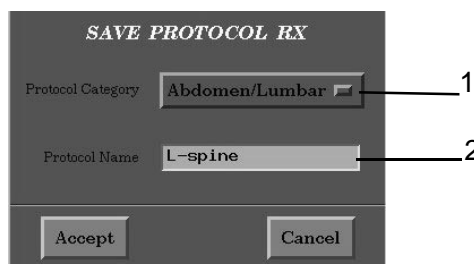 SAVE PROTOCOL RX
Protocol Category Abdomen/Lumbar 1
Protocol Name L-spine 2
Accept Cancel